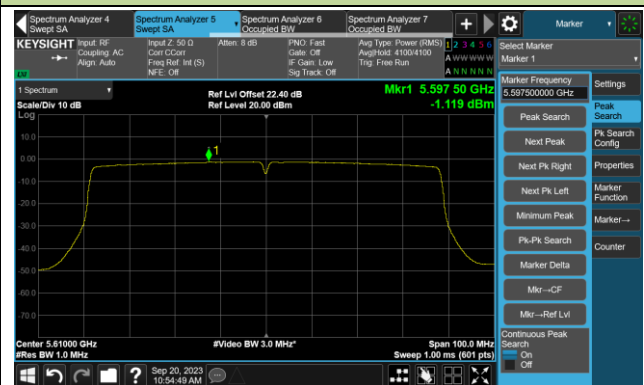 Spectrum Analyzer 4
Swept SA
Spectrum Analyzer 5
Swept SA
Spectrum Analyzer 6
Occupied BW
Spectrum Analyzer 7
Occupied BW
Marker
KEYSIGHT
Input: RF
Coupling: AC
Align: Auto
Input Z: 50 Ω
Corr CCorr
Freq Ref: Int (S)
NFE: Off
Atten: 8 dB
PNO: Fast
Gate: Off
IF Gain: Low
Sig Track: Off
Avg Type: Power (RMS)
Avg|Hold: 4100/4100
Trig: Free Run
1 2 3 4 5 6
A W W W W W
A N N N N N
LXI
Select Marker
Marker 1
1 Spectrum
Scale/Div 10 dB
Log
Ref Lvl Offset 22.40 dB
Ref Level 20.00 dBm
Mkr1 5.597 50 GHz
-1.119 dBm
10.0
0.00
-10.0
-20.0
-30.0
-40.0
-50.0
-60.0
-70.0
1
Center 5.61000 GHz
#Res BW 1.0 MHz
#Video BW 3.0 MHz*
Span 100.0 MHz
Sweep 1.00 ms (601 pts)
Marker Frequency
5.597500000 GHz
Peak Search
Next Peak
Next Pk Right
Next Pk Left
Minimum Peak
Pk-Pk Search
Marker Delta
Mkr→CF
Mkr→Ref Lvl
Continuous Peak
Search
On
Off
Settings
Peak
Search
Pk Search
Config
Properties
Marker
Function
Marker→
Counter
Sep 20, 2023
10:54:49 AM